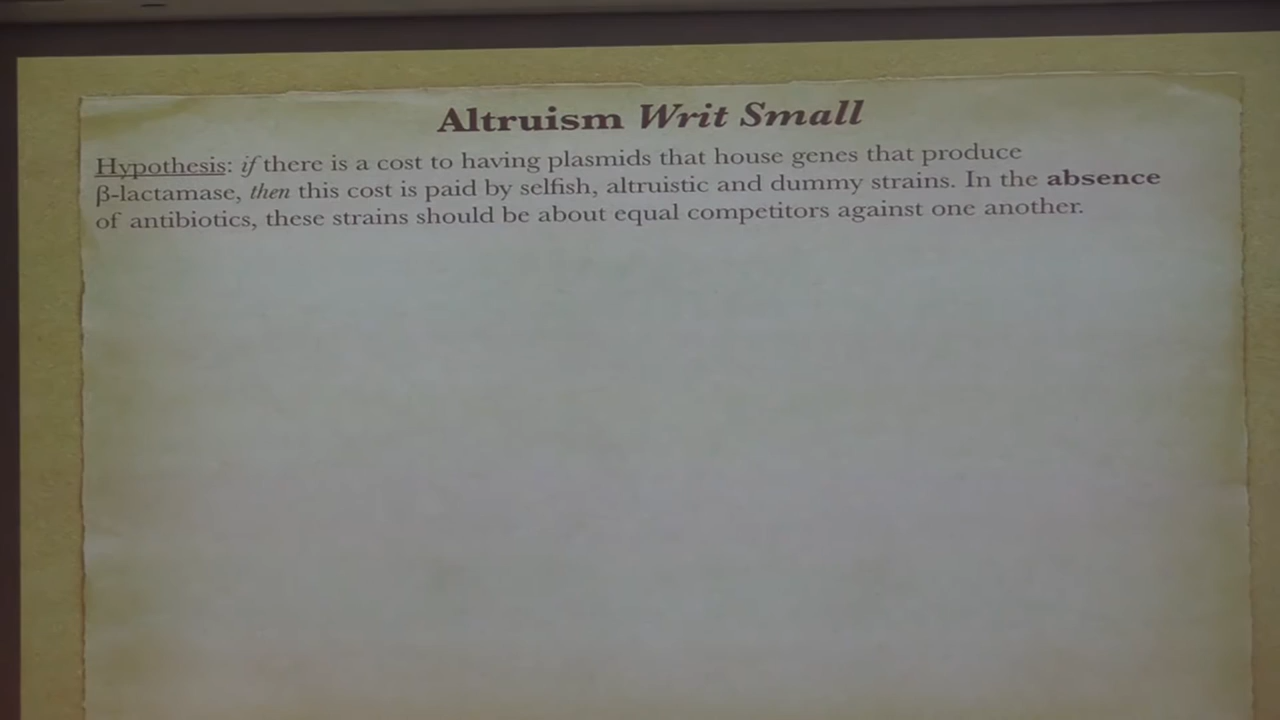 Altruism Writ Small
Hypothesis: if there is a cost to having plasmids that house genes that produce
β-lactamase, then this cost is paid by selfish, altruistic and dummy strains. In the absence
of antibiotics, these strains should be about equal competitors against one another.